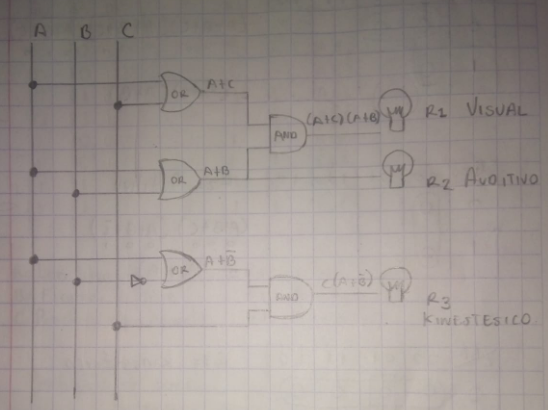 A B C
OR A+C
(A+C)(A+B) R1 VISUAL
AND
OR A+B
R2 AUDITIVO
OR A+B̅
AND C(A+B̅)
R3
KINESTESICO